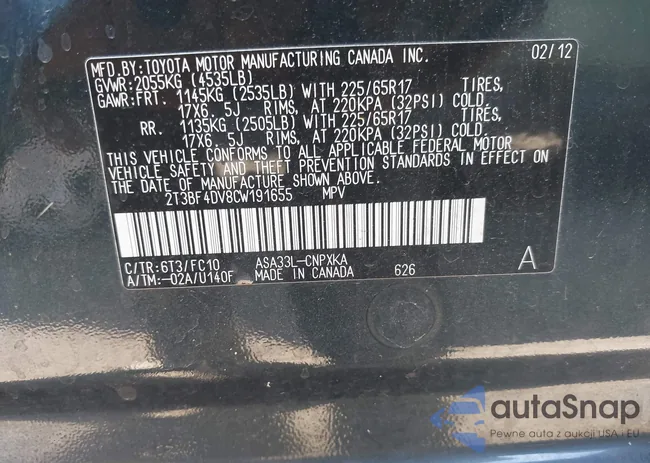 MFD.BY:TOYOTA MOTOR MANUFACTURING CANADA INC. 02/12
GVWR:2055KG (4535LB)
GAWR:FRT. 1145KG (2535LB) WITH 225/65R17 TIRES,
17X6. 5J RIMS, AT 220KPA (32PSI) COLD.
RR. 1135KG (2505LB) WITH 225/65R17 TIRES,
17X6. 5J RIMS, AT 220KPA (32PSI) COLD.
THIS VEHICLE CONFORMS TO ALL APPLICABLE FEDERAL MOTOR
VEHICLE SAFETY AND THEFT PREVENTION STANDARDS IN EFFECT ON
THE DATE OF MANUFACTURE SHOWN ABOVE.
2T3BF4DV8CW191655 MPV
C/TR:6T3/FC10 ASA33L-CNPXKA A
A/TM:-02A/U140F MADE IN CANADA 626
autaSnap
Pewne auta z aukcji USA i EU